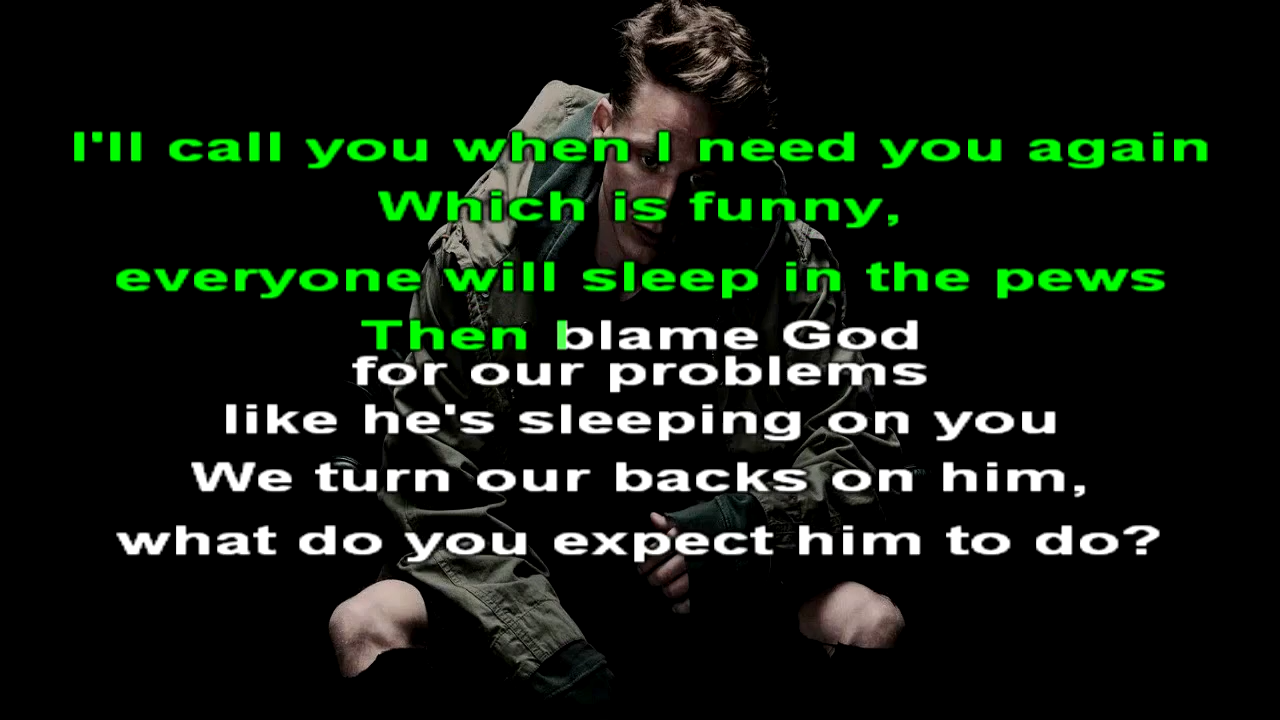 I'll call you when I need you again
Which is funny,
everyone will sleep in the pews
Then blame God
for our problems
like he's sleeping on you
We turn our backs on him,
what do you expect him to do?